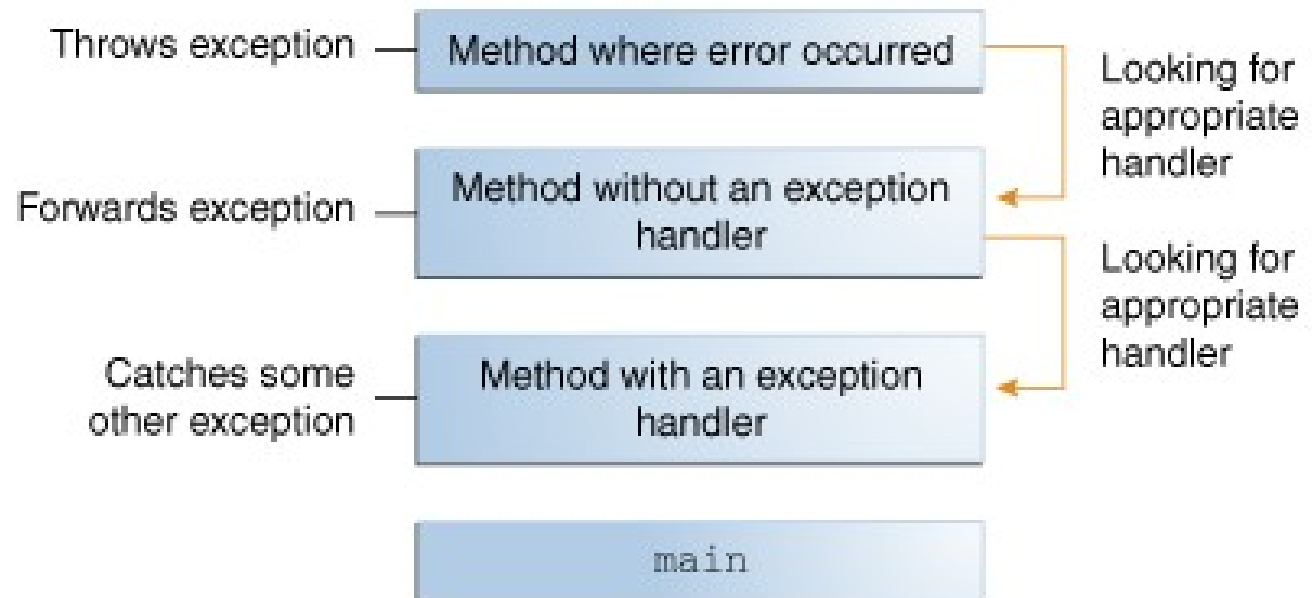 Throws exception
Method where error occurred
Looking for
appropriate
handler
Forwards exception
Method without an exception
handler
Looking for
appropriate
handler
Catches some
other exception
Method with an exception
handler
main